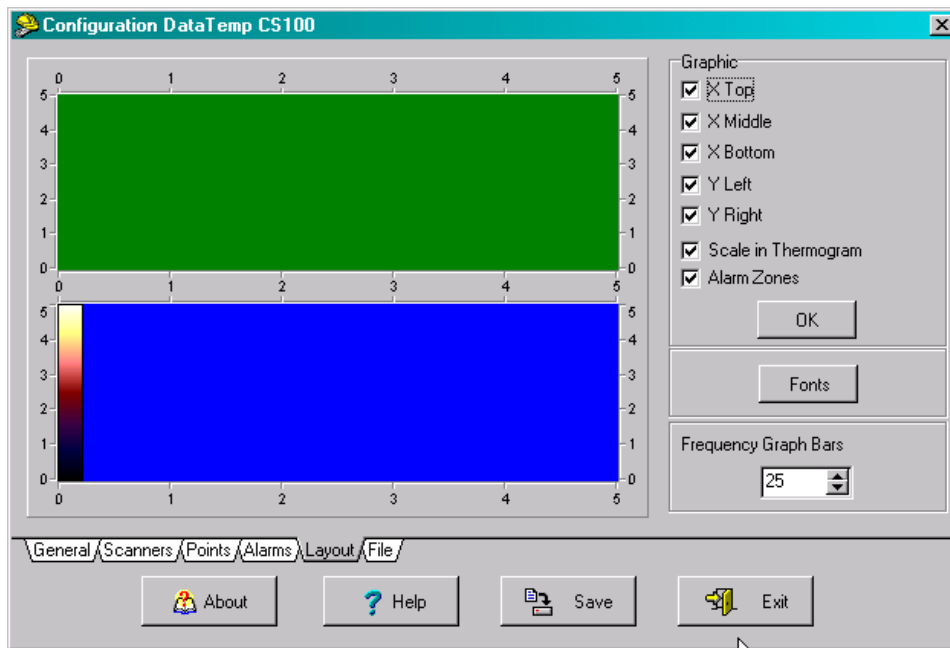 Configuration DataTemp CS100
0 1 2 3 4 5
5 5
4 4
3 3
2 2
1 1
0 0
0 1 2 3 4 5
5 5
4 4
3 3
2 2
1 1
0 0
0 1 2 3 4 5
Graphic
X Top
X Middle
X Bottom
Y Left
Y Right
Scale in Thermogram
Alarm Zones
OK
Fonts
Frequency Graph Bars
25
General Scanners Points Alarms Layout File
About Help Save Exit